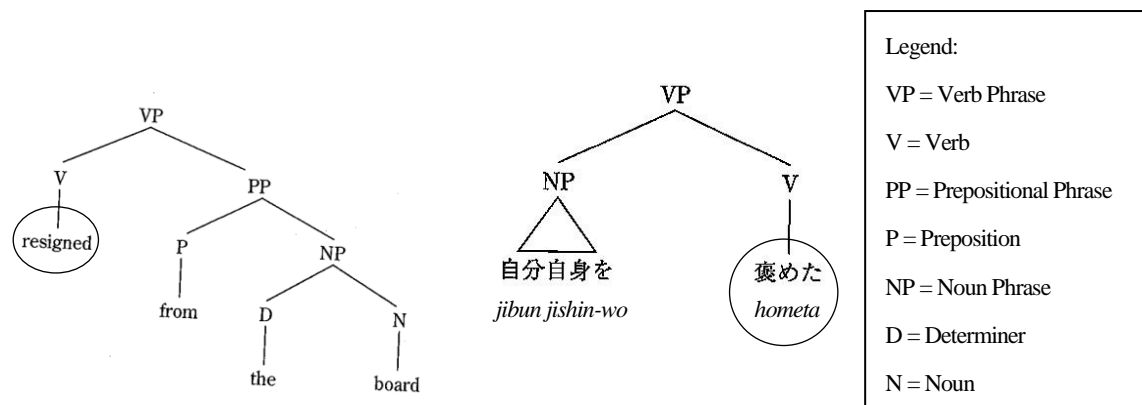 VP
V
PP
resigned
P
NP
from
D
N
the
board
VP
NP
V
自分自身を
褒めた
jibun jishin-wo
hometa
Legend:
VP = Verb Phrase
V = Verb
PP = Prepositional Phrase
P = Preposition
NP = Noun Phrase
D = Determiner
N = Noun